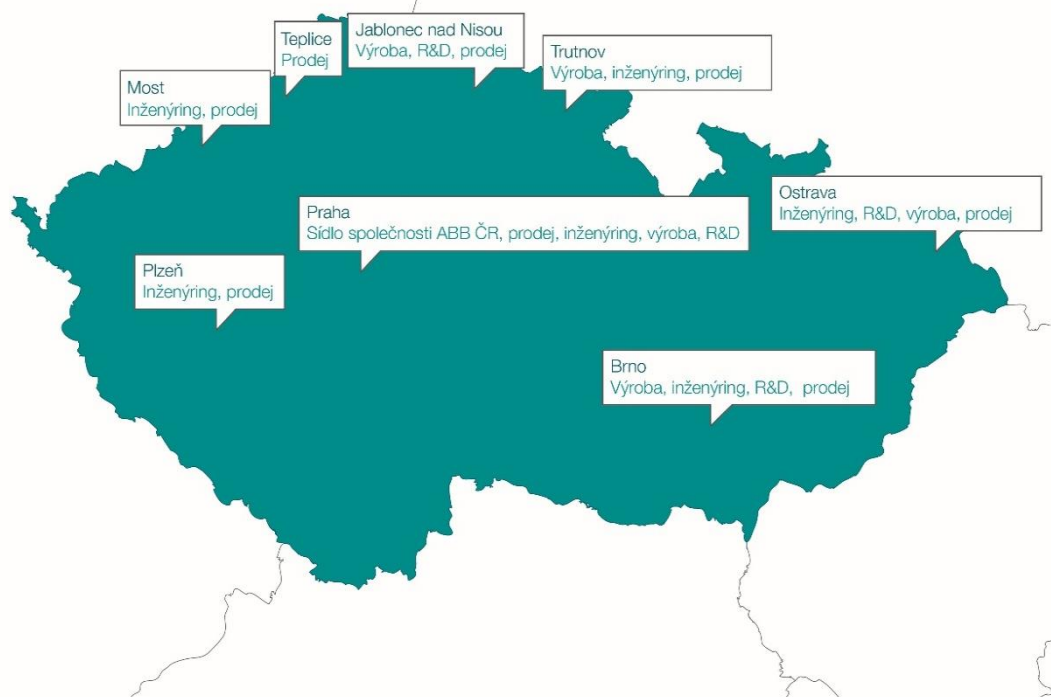 Teplice
Prodej
Jablonec nad Nisou
Výroba, R&D, prodej
Trutnov
Výroba, inženýring, prodej
Most
Inženýring, prodej
Ostrava
Inženýring, R&D, výroba, prodej
Praha
Sídlo společnosti ABB ČR, prodej, inženýring, výroba, R&D
Plzeň
Inženýring, prodej
Brno
Výroba, inženýring, R&D, prodej